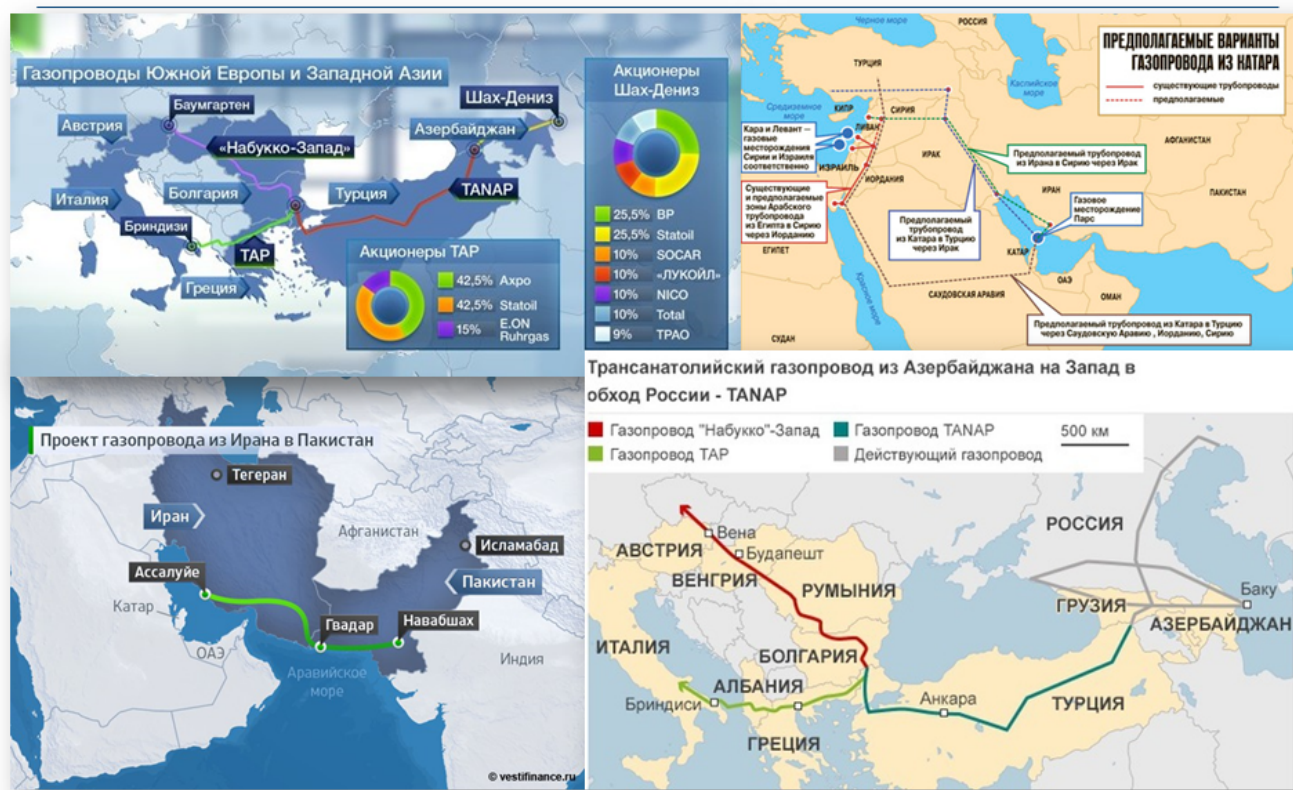 Газопроводы Южной Европы и Западной Азии
Баумгартен
Шах-Дениз
Австрия
Азербайджан
«Набукко-Запад»
Болгария
Турция
TANAP
Италия
Бриндизи
TAP
Греция
Акционеры TAP
42,5% Axpo
42,5% Statoil
15% E.ON
Ruhrgas
Акционеры
Шах-Дениз
25,5% BP
25,5% Statoil
10% SOCAR
10% «ЛУКОЙЛ»
10% NICO
10% Total
9% TPAO
ПРЕДПОЛАГАЕМЫЕ ВАРИАНТЫ
ГАЗОПРОВОДА ИЗ КАТАРА
существующие трубопроводы
предполагаемые
Черное море
РОССИЯ
ТУРЦИЯ
Каспийское
море
Средиземное
море
КИПР
СИРИЯ
ЛИВАН
Кара и Левант —
газовые
месторождения
Сирии и Израиля
соответственно
ИЗРАИЛЬ
ИРАК
ИОРДАНИЯ
АФГАНИСТАН
Предполагаемый трубопровод
из Ирана в Сирию через Ирак
ИРАН
ПАКИСТАН
Существующие
и предполагаемые
зоны Арабского
трубопровода
из Египта в Сирию
через Иорданию
Предполагаемый
трубопровод
из Катара в Турцию
через Ирак
Газовое
месторождение
Парс
ЕГИПЕТ
КАТАР
ОАЭ
ОМАН
Красное море
САУДОВСКАЯ АРАВИЯ
СУДАН
Предполагаемый трубопровод из Катара в Турцию
через Саудовскую Аравию , Иорданию, Сирию
Проект газопровода из Ирана в Пакистан
Тегеран
Иран
Афганистан
Исламабад
Ассалуйе
Пакистан
Катар
Гвадар
Навабшах
ОАЭ
Аравийское
море
Индия
© vestifinance.ru
Трансанатолийский газопровод из Азербайджана на Запад в
обход России - TANAP
Газопровод "Набукко"-Запад
Газопровод TANAP
500 км
Газопровод TAP
Действующий газопровод
РОССИЯ
Вена
АВСТРИЯ
Будапешт
ВЕНГРИЯ
РУМЫНИЯ
ГРУЗИЯ
Баку
АЗЕРБАЙДЖАН
ИТАЛИЯ
БОЛГАРИЯ
АЛБАНИЯ
Бриндиси
Анкара
ТУРЦИЯ
ГРЕЦИЯ